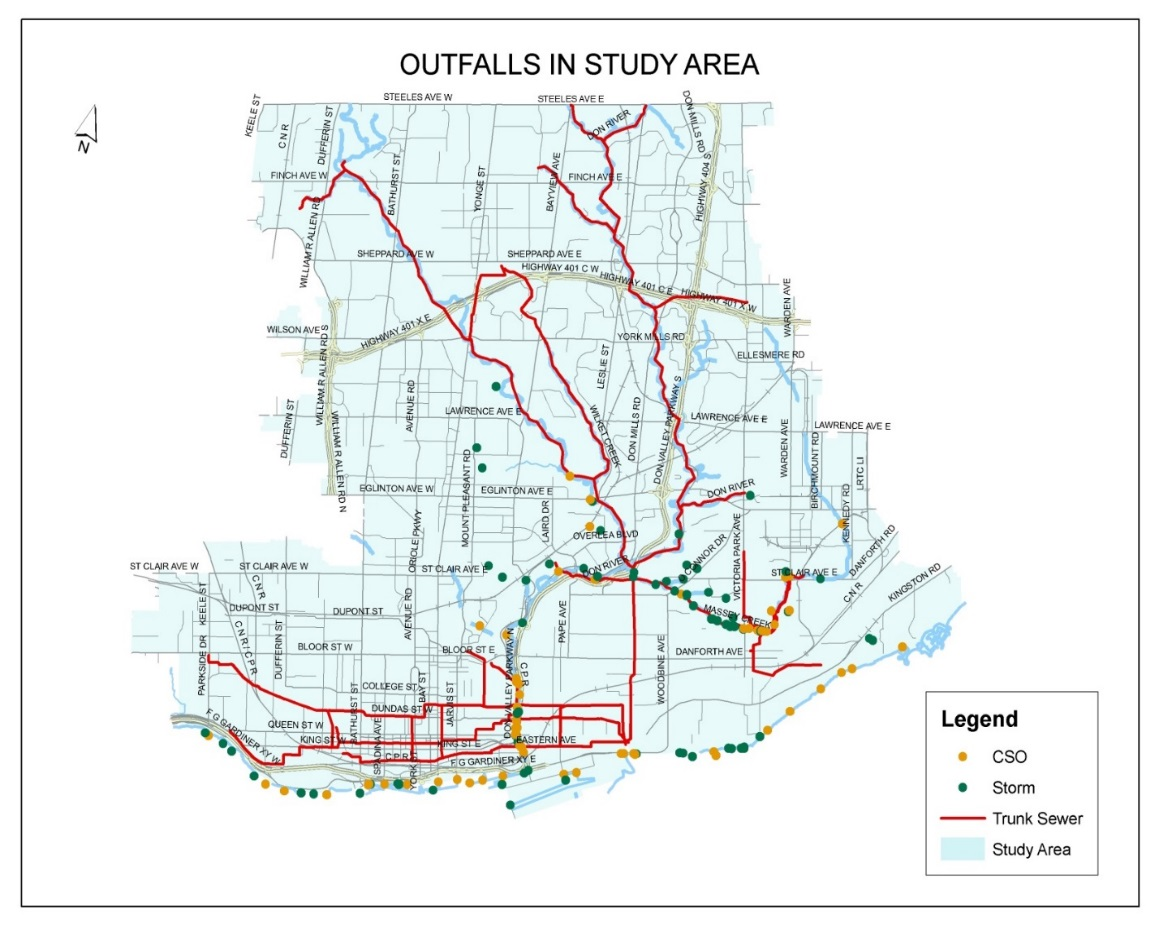 OUTFALLS IN STUDY AREA
N
STEELES AVE W
STEELES AVE E
KEELE ST
C N R
DUFFERIN ST
DON RIVER
DON MILLS RD
HIGHWAY 404 S
FINCH AVE W
BATHURST ST
YONGE ST
BAYVIEW AVE
FINCH AVE E
WILLIAM R ALLEN RD
SHEPPARD AVE W
SHEPPARD AVE E
HIGHWAY 401 C W
HIGHWAY 401 C E
HIGHWAY 401 X W
WARDEN AVE
WILSON AVE
HIGHWAY 401 X E
WILLIAM R ALLEN RD S
YORK MILLS RD
ELLESMERE RD
LESLIE ST
AVENUE RD
DUFFERIN ST
WILLIAM R ALLEN RD N
LAWRENCE AVE E
WILKET CREEK
DON MILLS RD
DON VALLEY PARKWAY S
LAWRENCE AVE E
LAWRENCE AVE E
WARDEN AVE
BIRCHMOUNT RD
LRTC LI
MOUNT PLEASANT RD
EGLINTON AVE W
EGLINTON AVE E
DON RIVER
KENNEDY RD
LAIRD DR
ORIOLE PKWY
OVERLEA BLVD
O'CONNOR DR
VICTORIA PARK AVE
DANFORTH RD
ST CLAIR AVE W
ST CLAIR AVE W
ST CLAIR AVE E
DON RIVER
ST CLAIR AVE E
KINGSTON RD
C N R
KEELE ST
C N R
DUPONT ST
DUPONT ST
AVENUE RD
PAPE AVE
MASSEY CREEK
PARKSIDE DR
CNR/CPR
DUFFERIN ST
BLOOR ST W
BLOOR ST E
DON VALLEY PARKWAY N
C P R
WOODBINE AVE
DANFORTH AVE
COLLEGE ST
BAY ST
DUNDAS ST W
JARVIS ST
BATHURST ST
F G GARDINER XY W
QUEEN ST W
KING ST W
SPADINA AVE
KING ST E
EASTERN AVE
C P R
YORK ST
F G GARDINER XY E
Legend
CSO
Storm
Trunk Sewer
Study Area